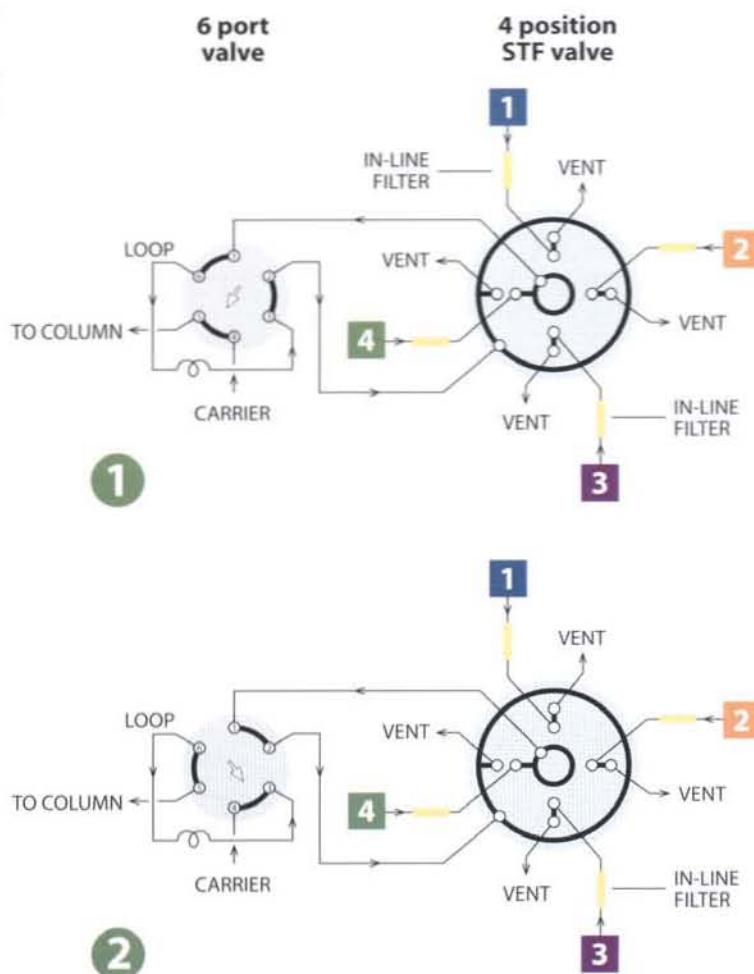 6 port
valve
4 position
STF valve
1
IN-LINE
FILTER
VENT
LOOP
VENT
2
TO COLUMN
4
VENT
CARRIER
VENT
IN-LINE
FILTER
1
3
1
VENT
LOOP
VENT
2
TO COLUMN
4
VENT
CARRIER
VENT
IN-LINE
FILTER
2
3